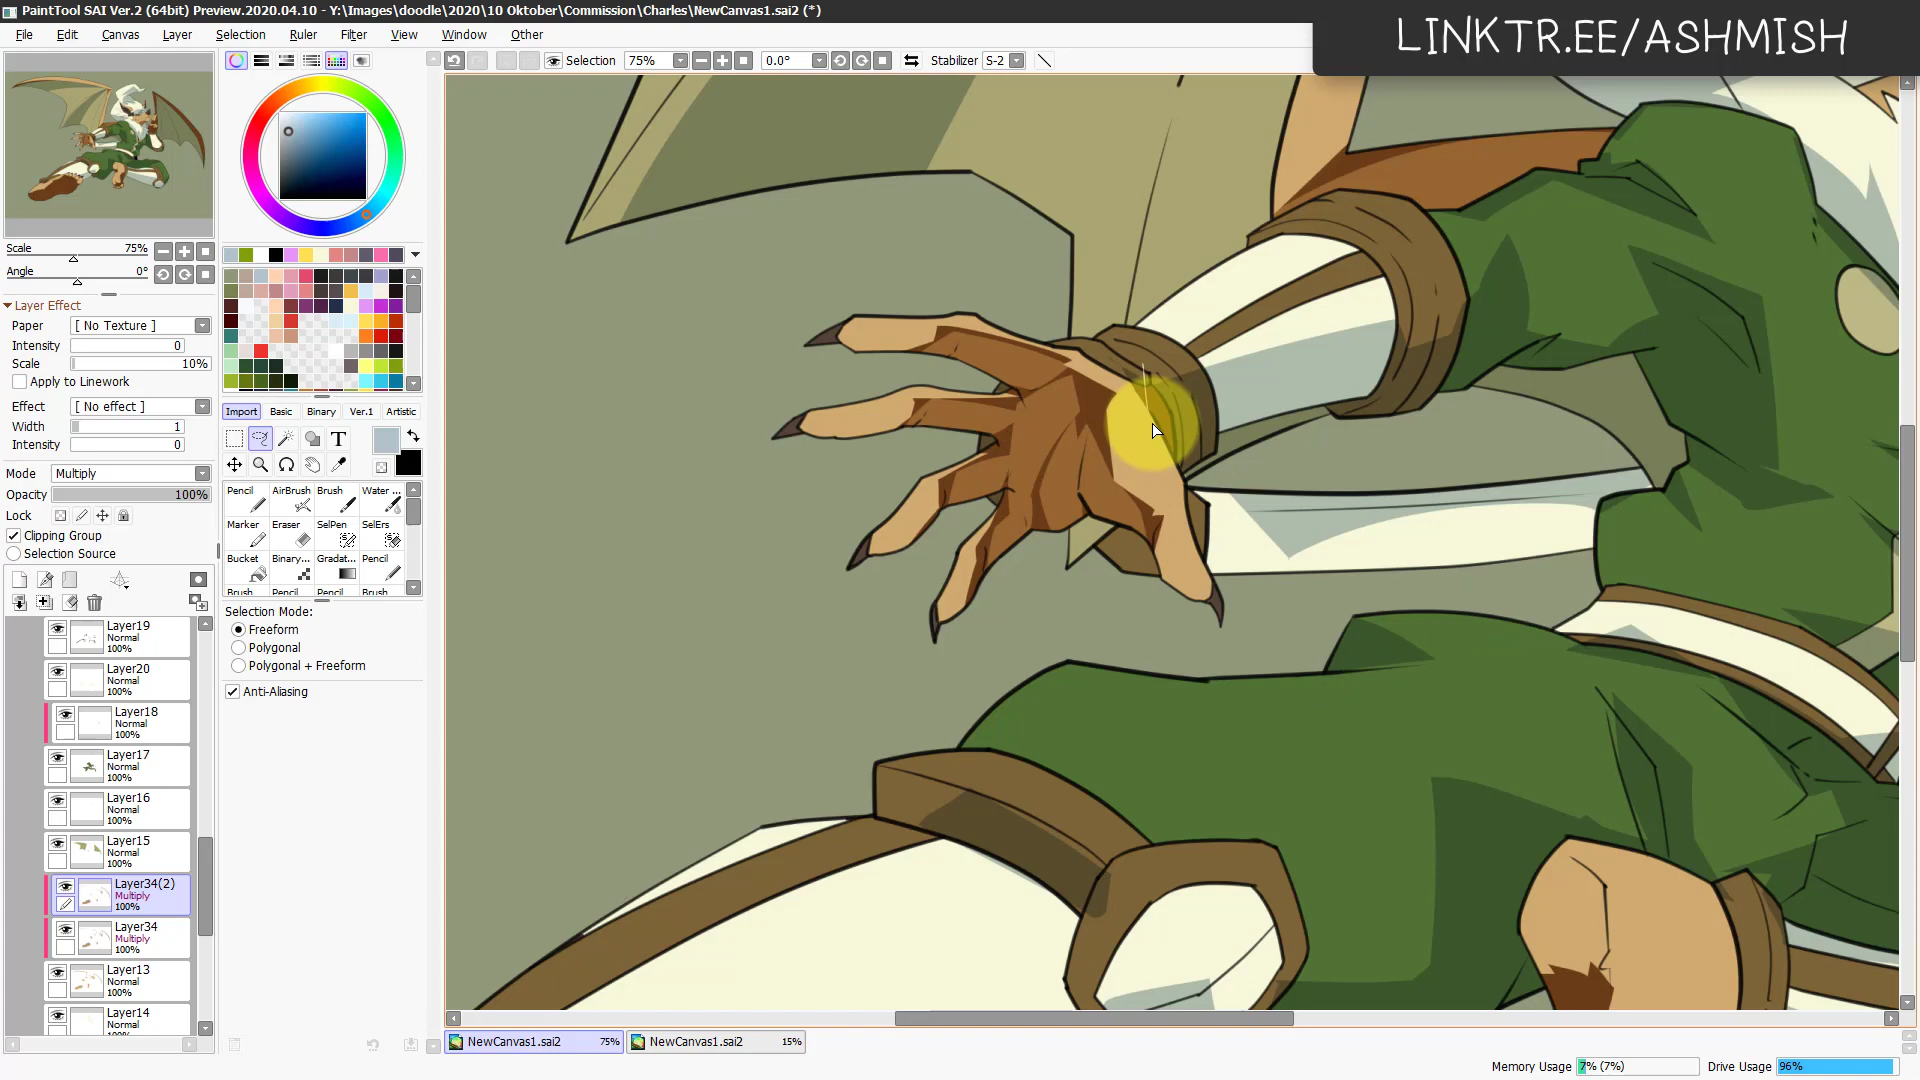 PaintTool SAI Ver.2 (64bit) Preview.2020.04.10 - Y:\Images\doodle\2020\10 Oktober\Commission\Charles\NewCanvas1.sai2 (*)
LINKTR.EE/ASHMISH
File Edit Canvas Layer Selection Ruler Filter View Window Other
Selection 75% 0.0° Stabilizer S-2
Scale 75%
Angle 0°
Layer Effect
Paper [ No Texture ]
Intensity 0
Scale 10%
Apply to Linework
Effect [ No effect ]
Width 1
Intensity 0
Mode Multiply
Opacity 100%
Lock
Clipping Group
Selection Source
Layer19
Normal
100%
Layer20
Normal
100%
Layer18
Normal
100%
Layer17
Normal
100%
Layer16
Normal
100%
Layer15
Normal
100%
Layer34(2)
Multiply
100%
Layer34
Multiply
100%
Layer13
Normal
100%
Layer14
Normal
Import Basic Binary Ver.1 Artistic
T
Pencil AirBrush Brush Water ...
Marker Eraser SelPen SelErs
Bucket Binary... Gradat... Pencil
Brush Pencil Pencil Brush
Selection Mode:
Freeform
Polygonal
Polygonal + Freeform
Anti-Aliasing
NewCanvas1.sai2 75% NewCanvas1.sai2 15%
Memory Usage 7% (7%) Drive Usage 96%